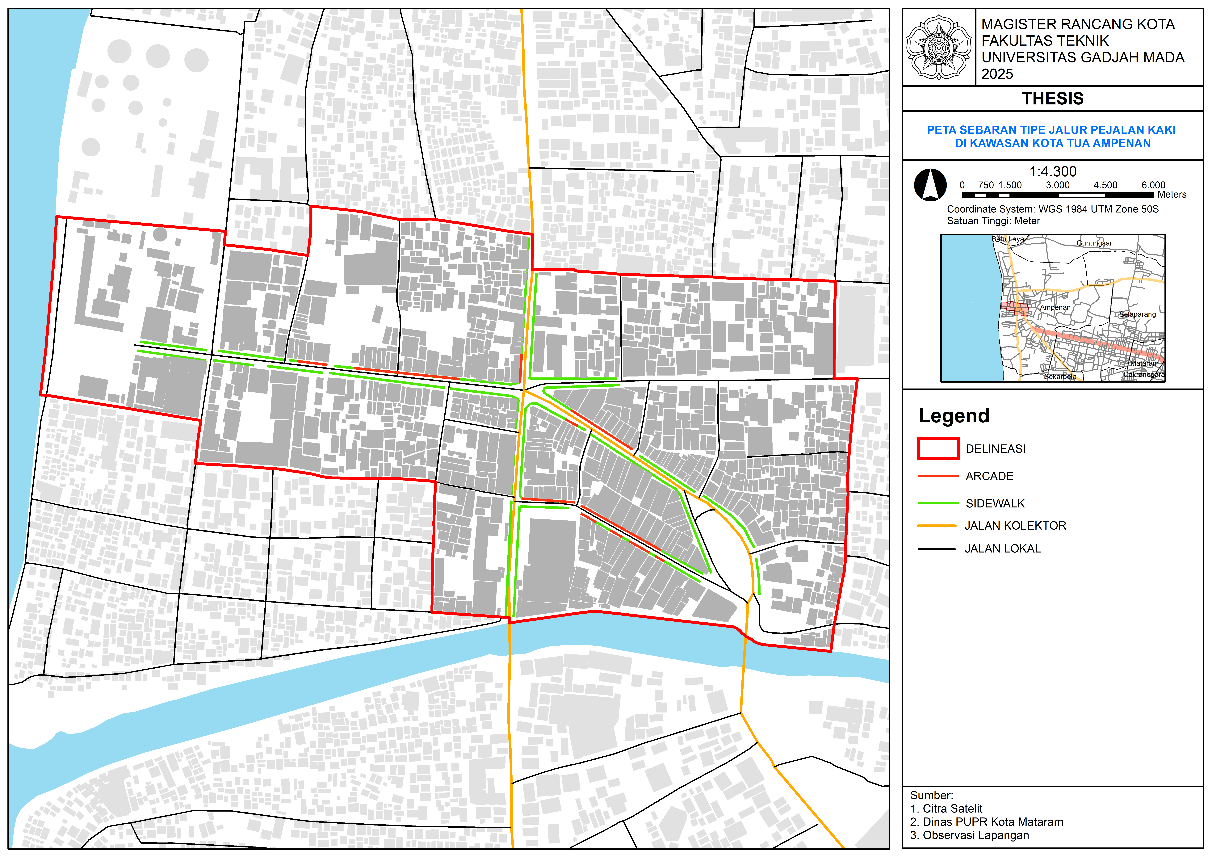 MAGISTER RANCANG KOTA
FAKULTAS TEKNIK
UNIVERSITAS GADJAH MADA
2025
THESIS
PETA SEBARAN TIPE JALUR PEJALAN KAKI
DI KAWASAN KOTA TUA AMPENAN
1:4.300
0 750 1.500 3.000 4.500 6.000
Meters
Coordinate System: WGS 1984 UTM Zone 50S
Satuan Tinggi: Meter
Ampenan
Selaparang
Legend
DELINEASI
ARCADE
SIDEWALK
JALAN KOLEKTOR
JALAN LOKAL
Sumber:
1. Citra Satelit
2. Dinas PUPR Kota Mataram
3. Observasi Lapangan